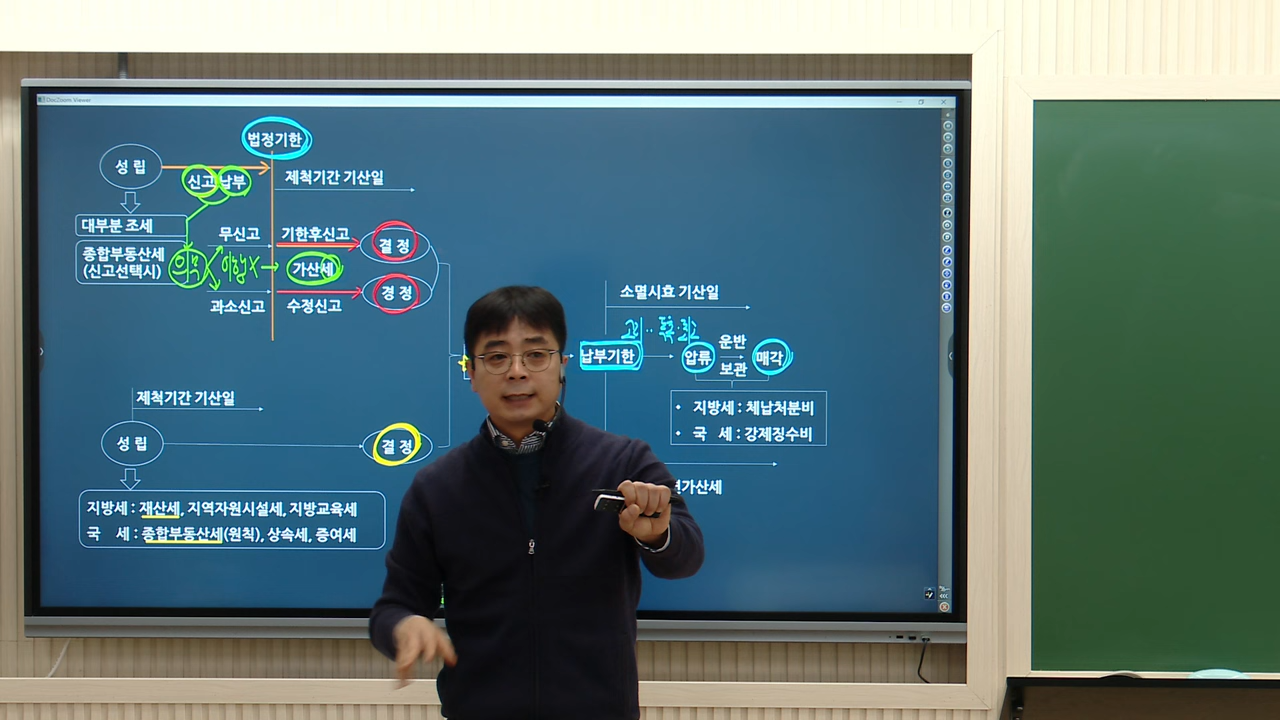 DocZoom Viewer
법정기한
성 립
신고납부
제척기간 기산일
대부분 조세
무신고
기한후신고
결 정
종합부동산세
(신고선택시)
의무
이행X
가산세
경 정
과소신고
수정신고
소멸시효 기산일
납부기한
압류
운반
보관
매각
• 지방세 : 체납처분비
• 국 세 : 강제징수비
제척기간 기산일
성 립
결 정
가산세
지방세 : 재산세, 지역자원시설세, 지방교육세
국 세 : 종합부동산세(원칙), 상속세, 증여세